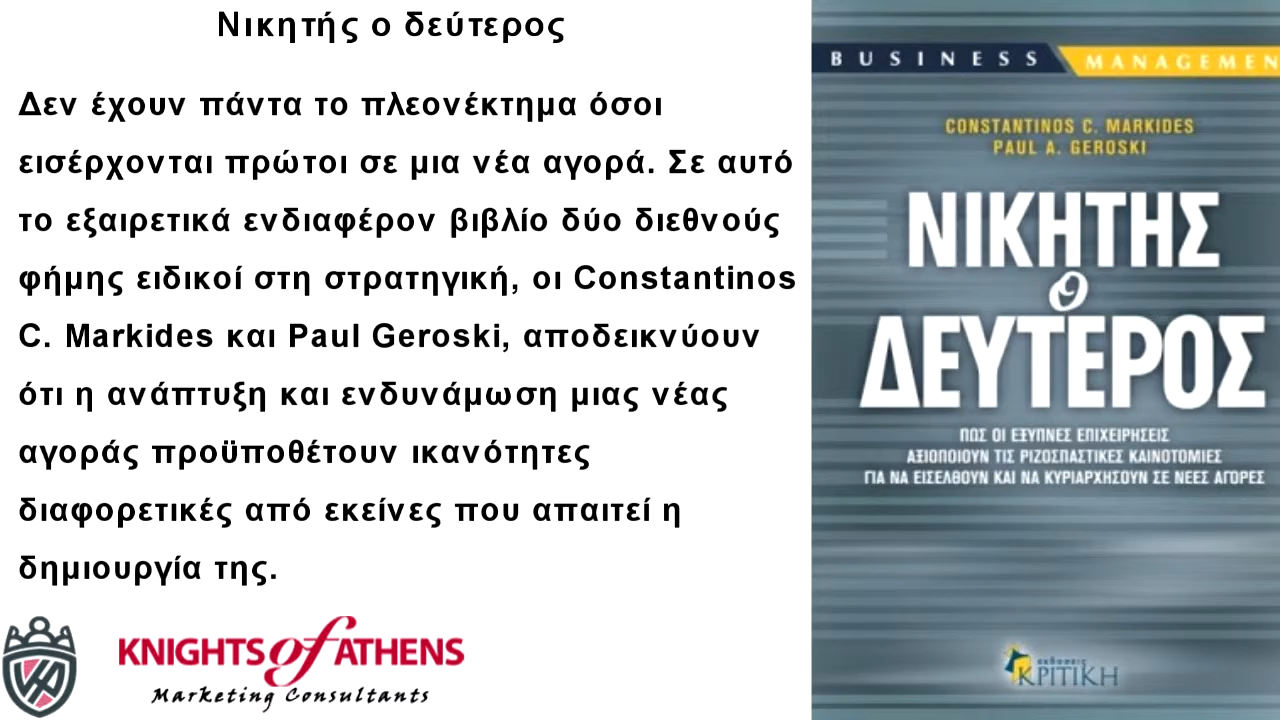 Νικητής ο δεύτερος
Δεν έχουν πάντα το πλεονέκτημα όσοι
εισέρχονται πρώτοι σε μια νέα αγορά. Σε αυτό
το εξαιρετικά ενδιαφέρον βιβλίο δύο διεθνούς
φήμης ειδικοί στη στρατηγική, οι Constantinos
C. Markides και Paul Geroski, αποδεικνύουν
ότι η ανάπτυξη και ενδυνάμωση μιας νέας
αγοράς προϋποθέτουν ικανότητες
διαφορετικές από εκείνες που απαιτεί η
δημιουργία της.
KNIGHTS of ATHENS
Marketing Consultants
BUSINESS MANAGEMEN
CONSTANTINOS C. MARKIDES
PAUL A. GEROSKI
ΝΙΚΗΤΗΣ
Ο
ΔΕΥΤΕΡΟΣ
ΠΩΣ ΟΙ ΕΞΥΠΝΕΣ ΕΠΙΧΕΙΡΗΣΕΙΣ
ΑΞΙΟΠΟΙΟΥΝ ΤΙΣ ΡΙΖΟΣΠΑΣΤΙΚΕΣ ΚΑΙΝΟΤΟΜΙΕΣ
ΓΙΑ ΝΑ ΕΙΣΕΛΘΟΥΝ ΚΑΙ ΝΑ ΚΥΡΙΑΡΧΗΣΟΥΝ ΣΕ ΝΕΕΣ ΑΓΟΡΕΣ
εκδοσεις
ΚΡΙΤΙΚΗ